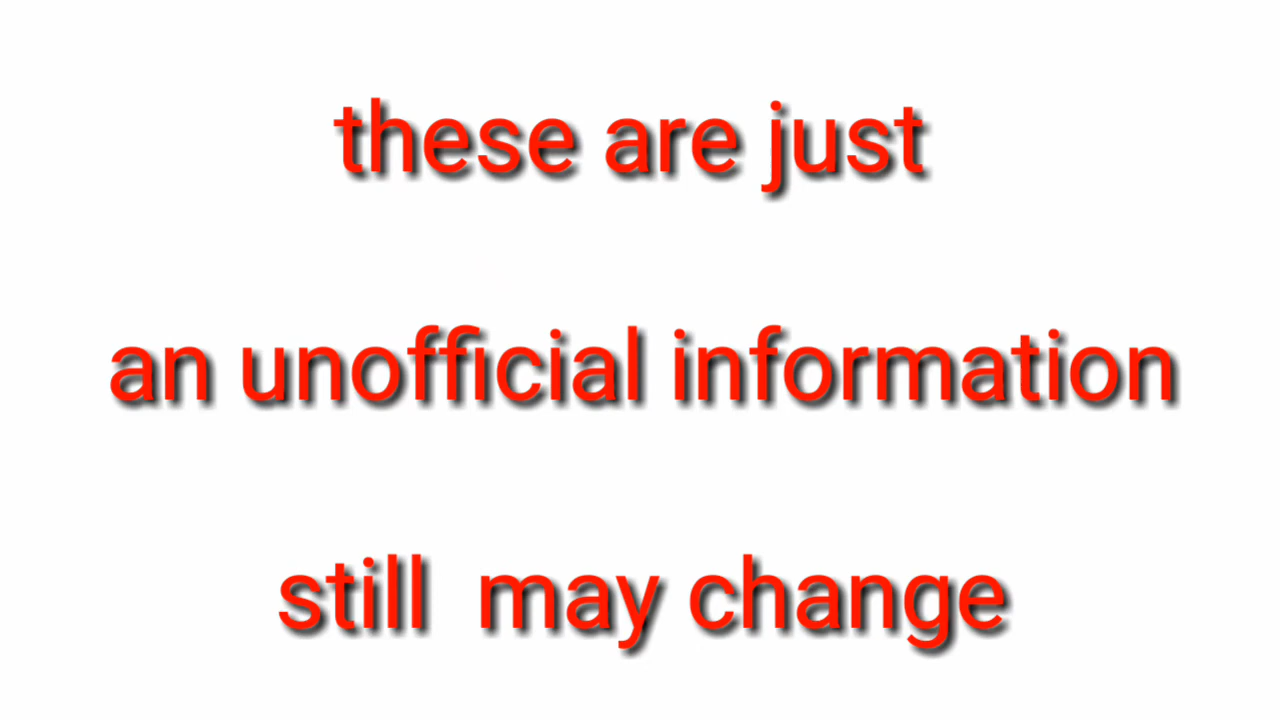 these are just
an unofficial information
still  may change